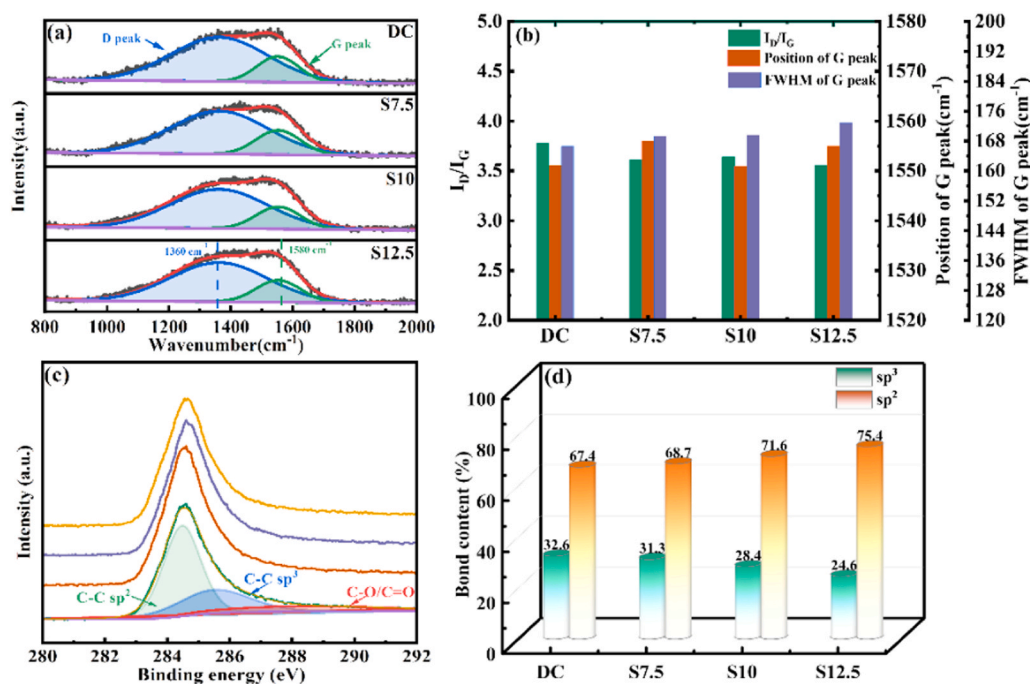 (a)
D peak
G peak
DC
S7.5
S10
1360 cm⁻¹
1580 cm⁻¹
S12.5
Intensity(a.u.)
800 1000 1200 1400 1600 1800 2000
Wavenumber(cm⁻¹)
(b)
I_D/I_G
Position of G peak
FWHM of G peak
5.0
4.5
4.0
3.5
3.0
2.5
2.0
I_D/I_G
DC S7.5 S10 S12.5
1580
1570
1560
1550
1540
1530
1520
Position of G peak(cm⁻¹)
200
192
184
176
168
160
152
144
136
128
120
FWHM of G peak(cm⁻¹)
(c)
Intensity (a.u.)
C-C sp²
C-C sp³
C-O/C=O
280 282 284 286 288 290 292
Binding energy (eV)
(d)
sp³
sp²
100
80
60
40
20
0
Bond content (%)
32.6 67.4
31.3 68.7
28.4 71.6
24.6 75.4
DC S7.5 S10 S12.5